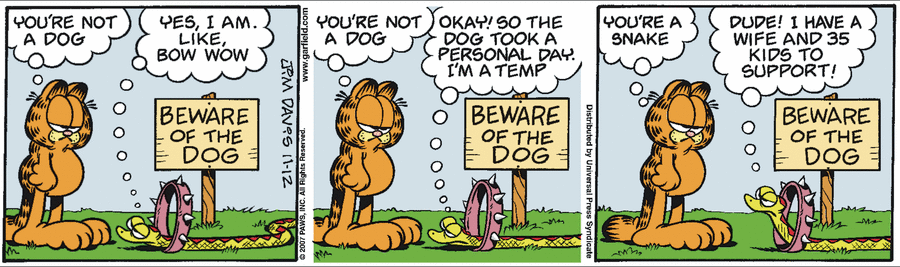 YOU'RE NOT
A DOG
YES, I AM.
LIKE,
BOW WOW
BEWARE
OF THE
DOG
JIM DAVIS 11-12
© 2007 PAWS, INC. All Rights Reserved.
www.garfield.com
YOU'RE NOT
A DOG
OKAY! SO THE
DOG TOOK A
PERSONAL DAY.
I'M A TEMP
BEWARE
OF THE
DOG
Distributed by Universal Press Syndicate
YOU'RE A
SNAKE
DUDE! I HAVE A
WIFE AND 35
KIDS TO
SUPPORT!
BEWARE
OF THE
DOG